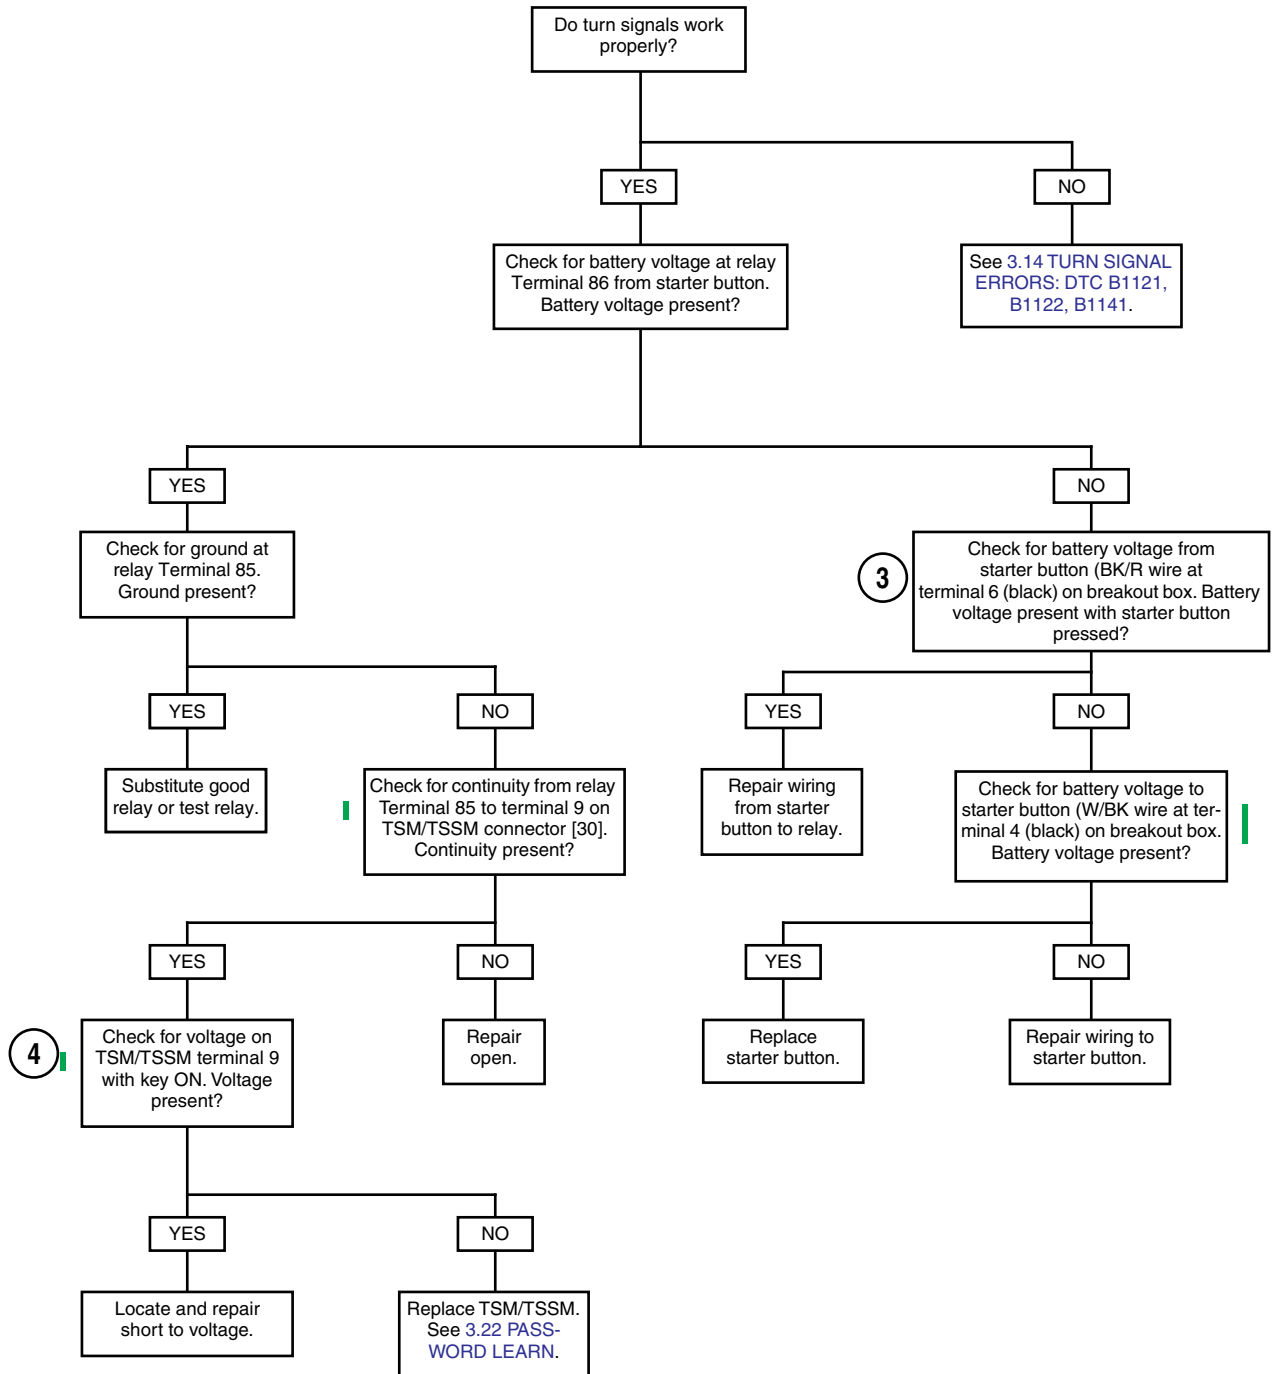 Do turn signals work
properly?
YES
NO
Check for battery voltage at relay
Terminal 86 from starter button.
Battery voltage present?
See 3.14 TURN SIGNAL
ERRORS: DTC B1121,
B1122, B1141.
YES
NO
Check for ground at
relay Terminal 85.
Ground present?
3
Check for battery voltage from
starter button (BK/R wire at
terminal 6 (black) on breakout box. Battery
voltage present with starter button
pressed?
YES
NO
YES
NO
Substitute good
relay or test relay.
Check for continuity from relay
Terminal 85 to terminal 9 on
TSM/TSSM connector [30].
Continuity present?
Repair wiring
from starter
button to relay.
Check for battery voltage to
starter button (W/BK wire at ter-
minal 4 (black) on breakout box.
Battery voltage present?
YES
NO
YES
NO
4
Check for voltage on
TSM/TSSM terminal 9
with key ON. Voltage
present?
Repair
open.
Replace
starter button.
Repair wiring to
starter button.
YES
NO
Locate and repair
short to voltage.
Replace TSM/TSSM.
See 3.22 PASS-
WORD LEARN.